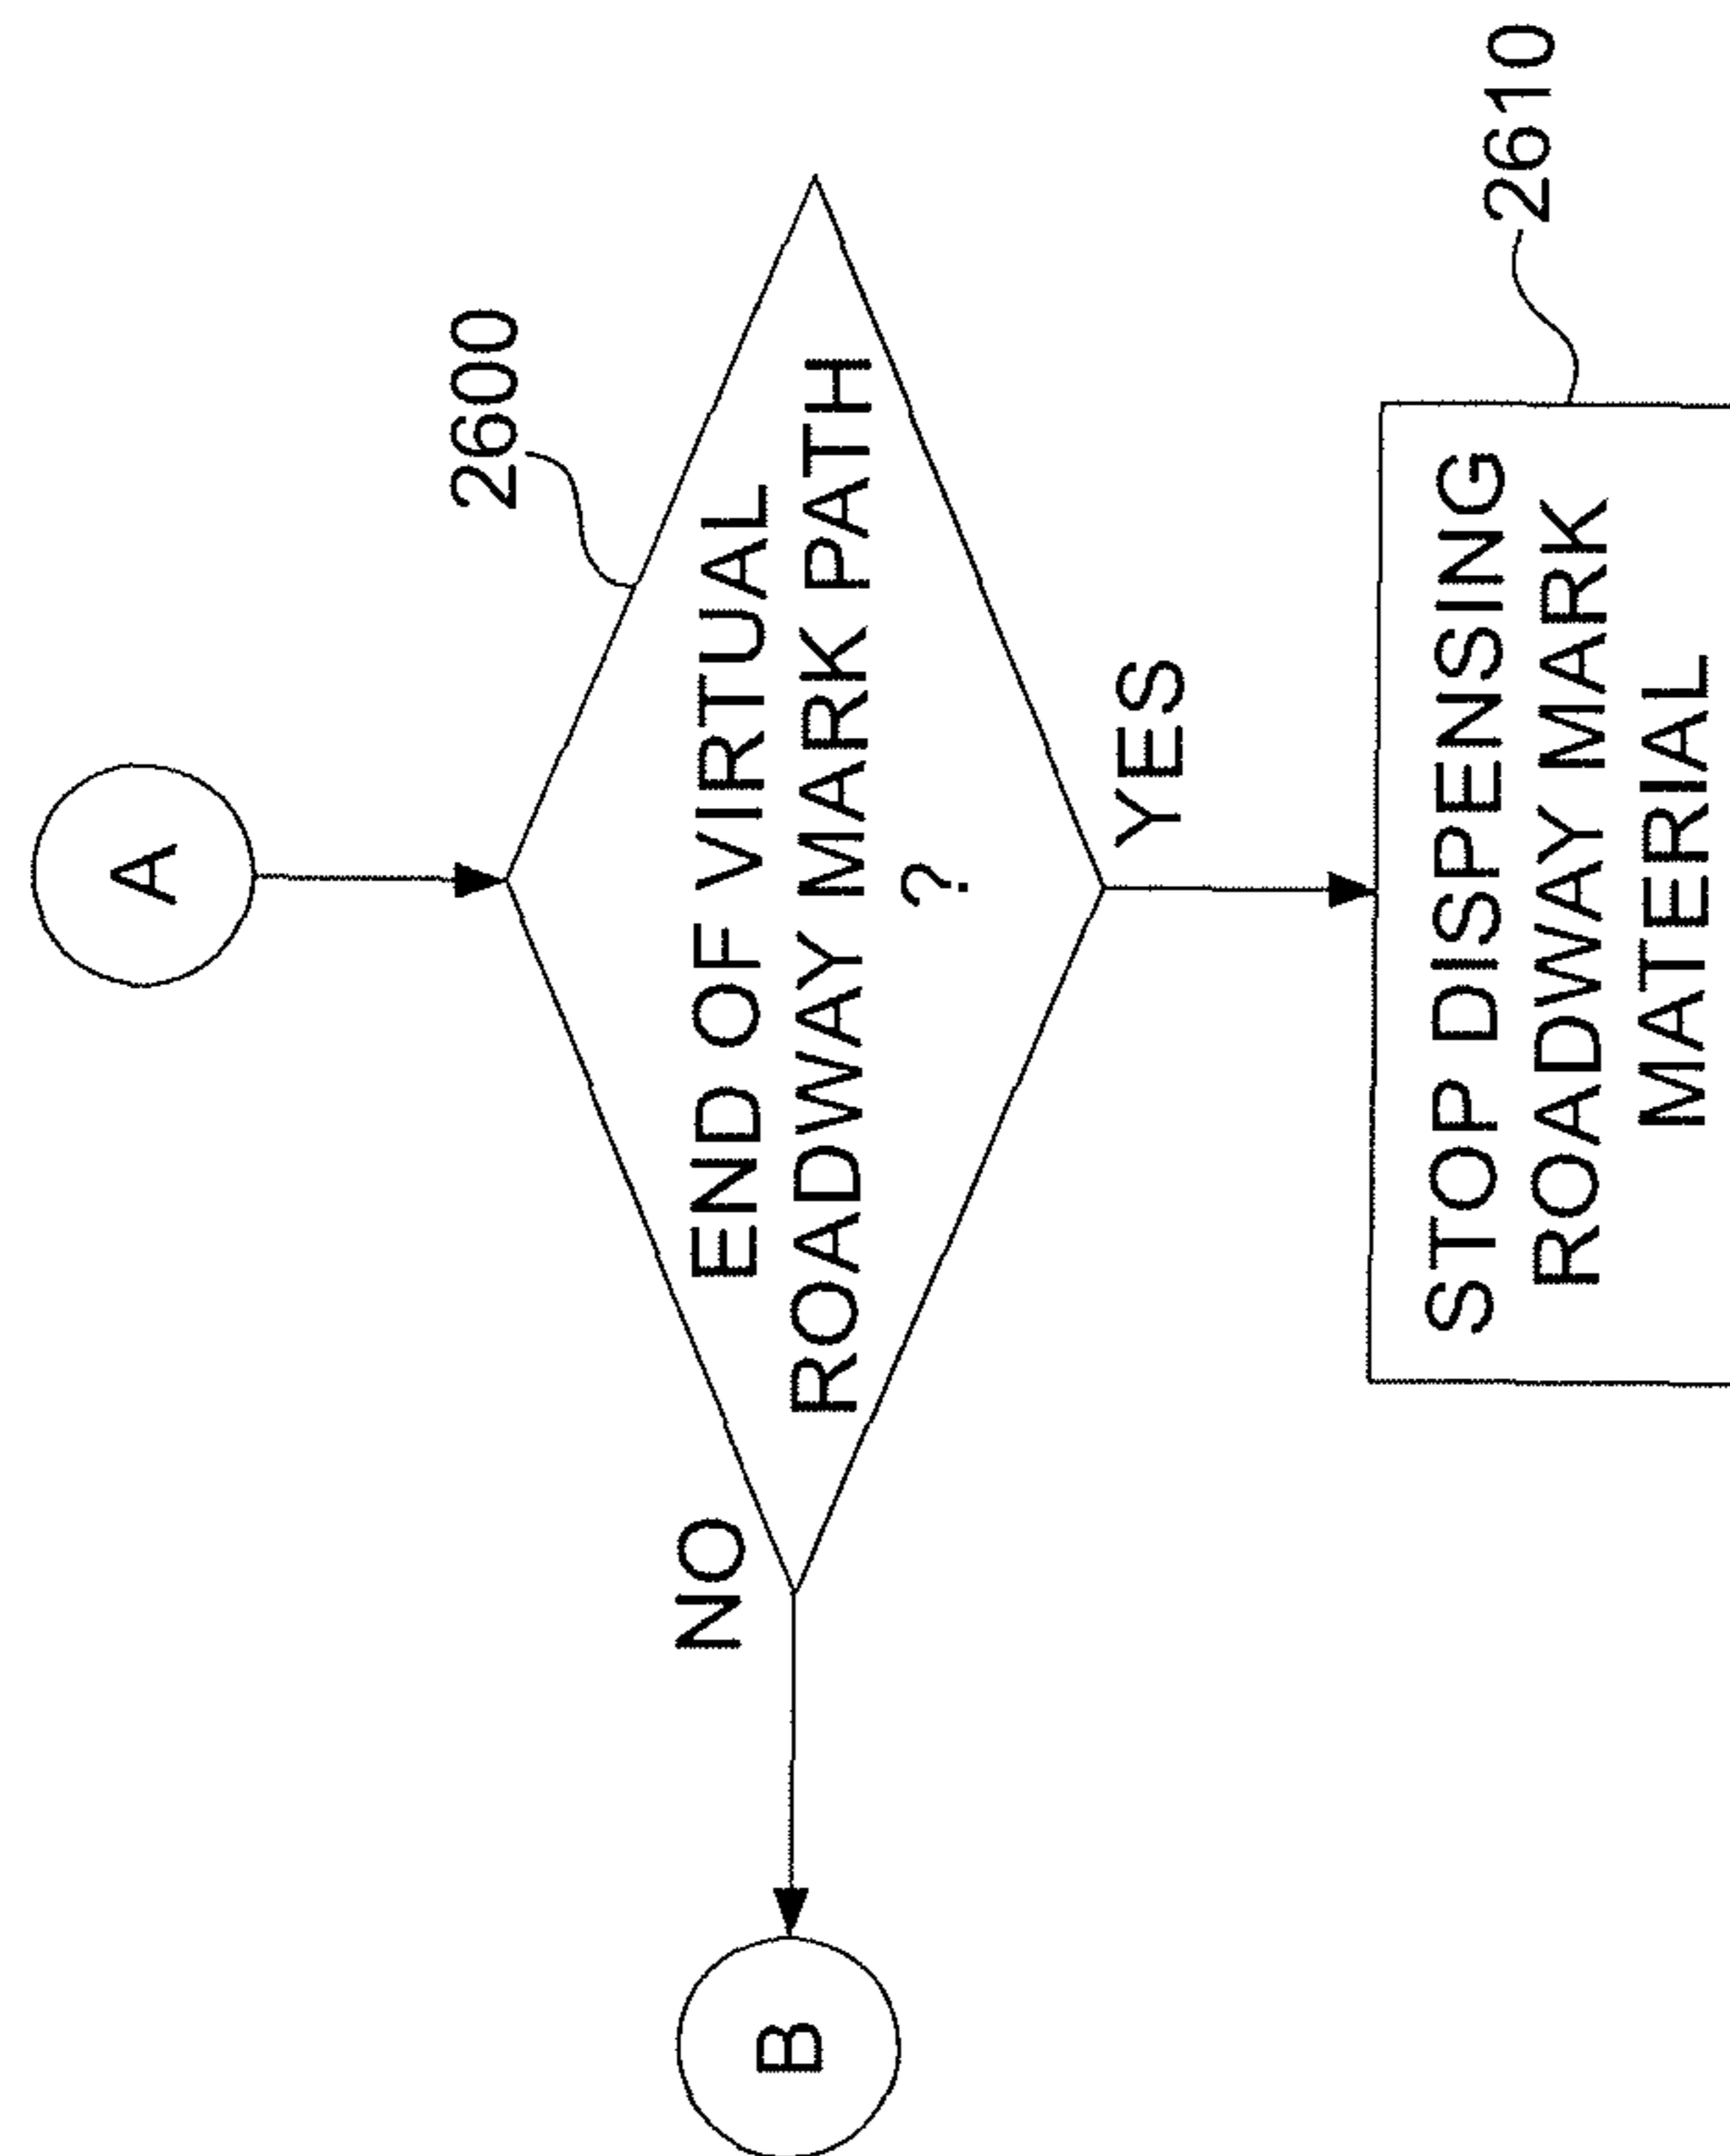 A
2600
END OF VIRTUAL
ROADWAY MARK PATH
?
NO
B
YES
2610
STOP DISPENSING
ROADWAY MARK
MATERIAL